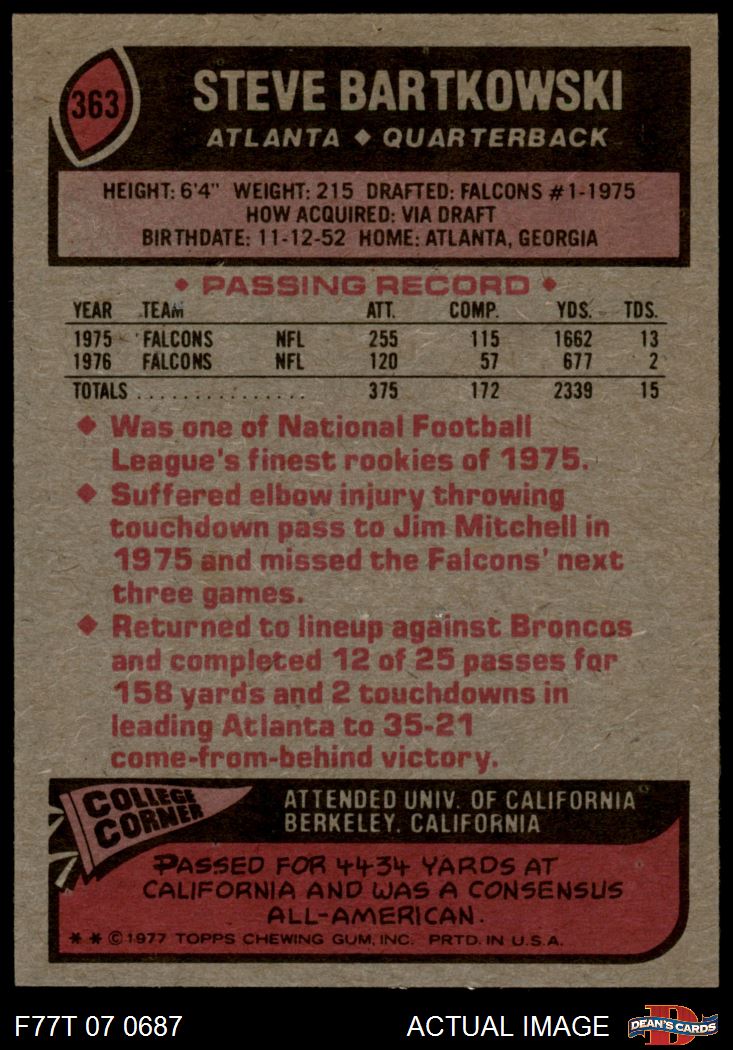 363
STEVE BARTKOWSKI
ATLANTA ◆ QUARTERBACK
HEIGHT: 6'4" WEIGHT: 215 DRAFTED: FALCONS #1-1975
HOW ACQUIRED: VIA DRAFT
BIRTHDATE: 11-12-52 HOME: ATLANTA, GEORGIA
◆ PASSING RECORD ◆
YEAR TEAM ATT. COMP. YDS. TDS.
1975 FALCONS NFL 255 115 1662 13
1976 FALCONS NFL 120 57 677 2
TOTALS . . . . . . . . . . . . . . . 375 172 2339 15
◆ Was one of National Football
League's finest rookies of 1975.
◆ Suffered elbow injury throwing
touchdown pass to Jim Mitchell in
1975 and missed the Falcons' next
three games.
◆ Returned to lineup against Broncos
and completed 12 of 25 passes for
158 yards and 2 touchdowns in
leading Atlanta to 35-21
come-from-behind victory.
COLLEGE
CORNER
ATTENDED UNIV. OF CALIFORNIA
BERKELEY, CALIFORNIA
PASSED FOR 4434 YARDS AT
CALIFORNIA AND WAS A CONSENSUS
ALL-AMERICAN.
* * © 1977 TOPPS CHEWING GUM, INC. PRTD. IN U.S.A.
F77T 07 0687
ACTUAL IMAGE
D
DEAN'S CARDS